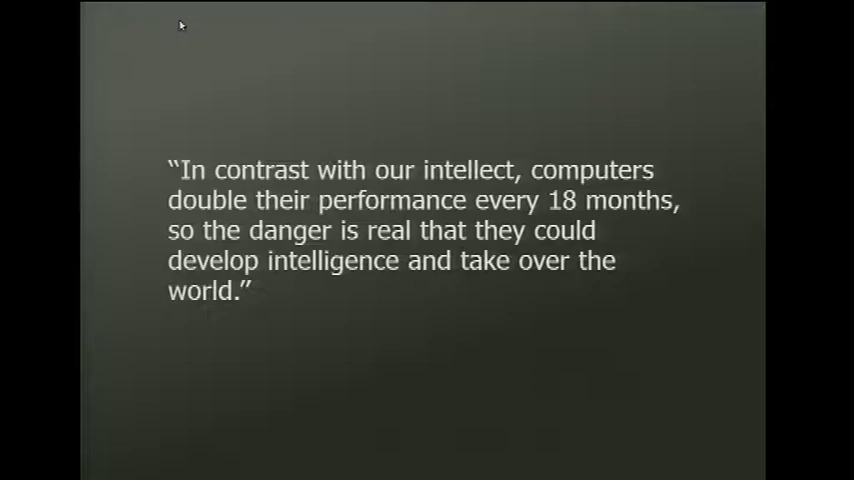 “In contrast with our intellect, computers
double their performance every 18 months,
so the danger is real that they could
develop intelligence and take over the
world.”